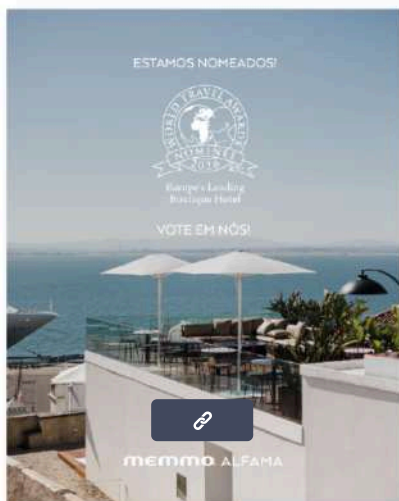 ESTAMOS NOMEADOS!
WORLD TRAVEL AWARDS
NOMINEE
Europe's Leading
Boutique Hotel
VOTE EM NÓS!
memmo ALFAMA